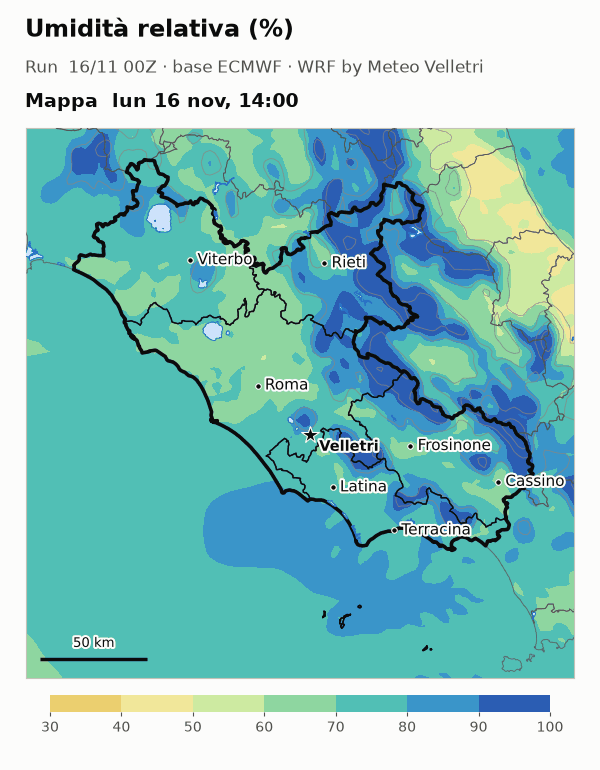 Umidità relativa (%)
Run  16/11 00Z · base ECMWF · WRF by Meteo Velletri
Mappa  lun 16 nov, 14:00
Viterbo
Rieti
Roma
Velletri
Frosinone
Cassino
Latina
Terracina
50 km
30 40 50 60 70 80 90 100